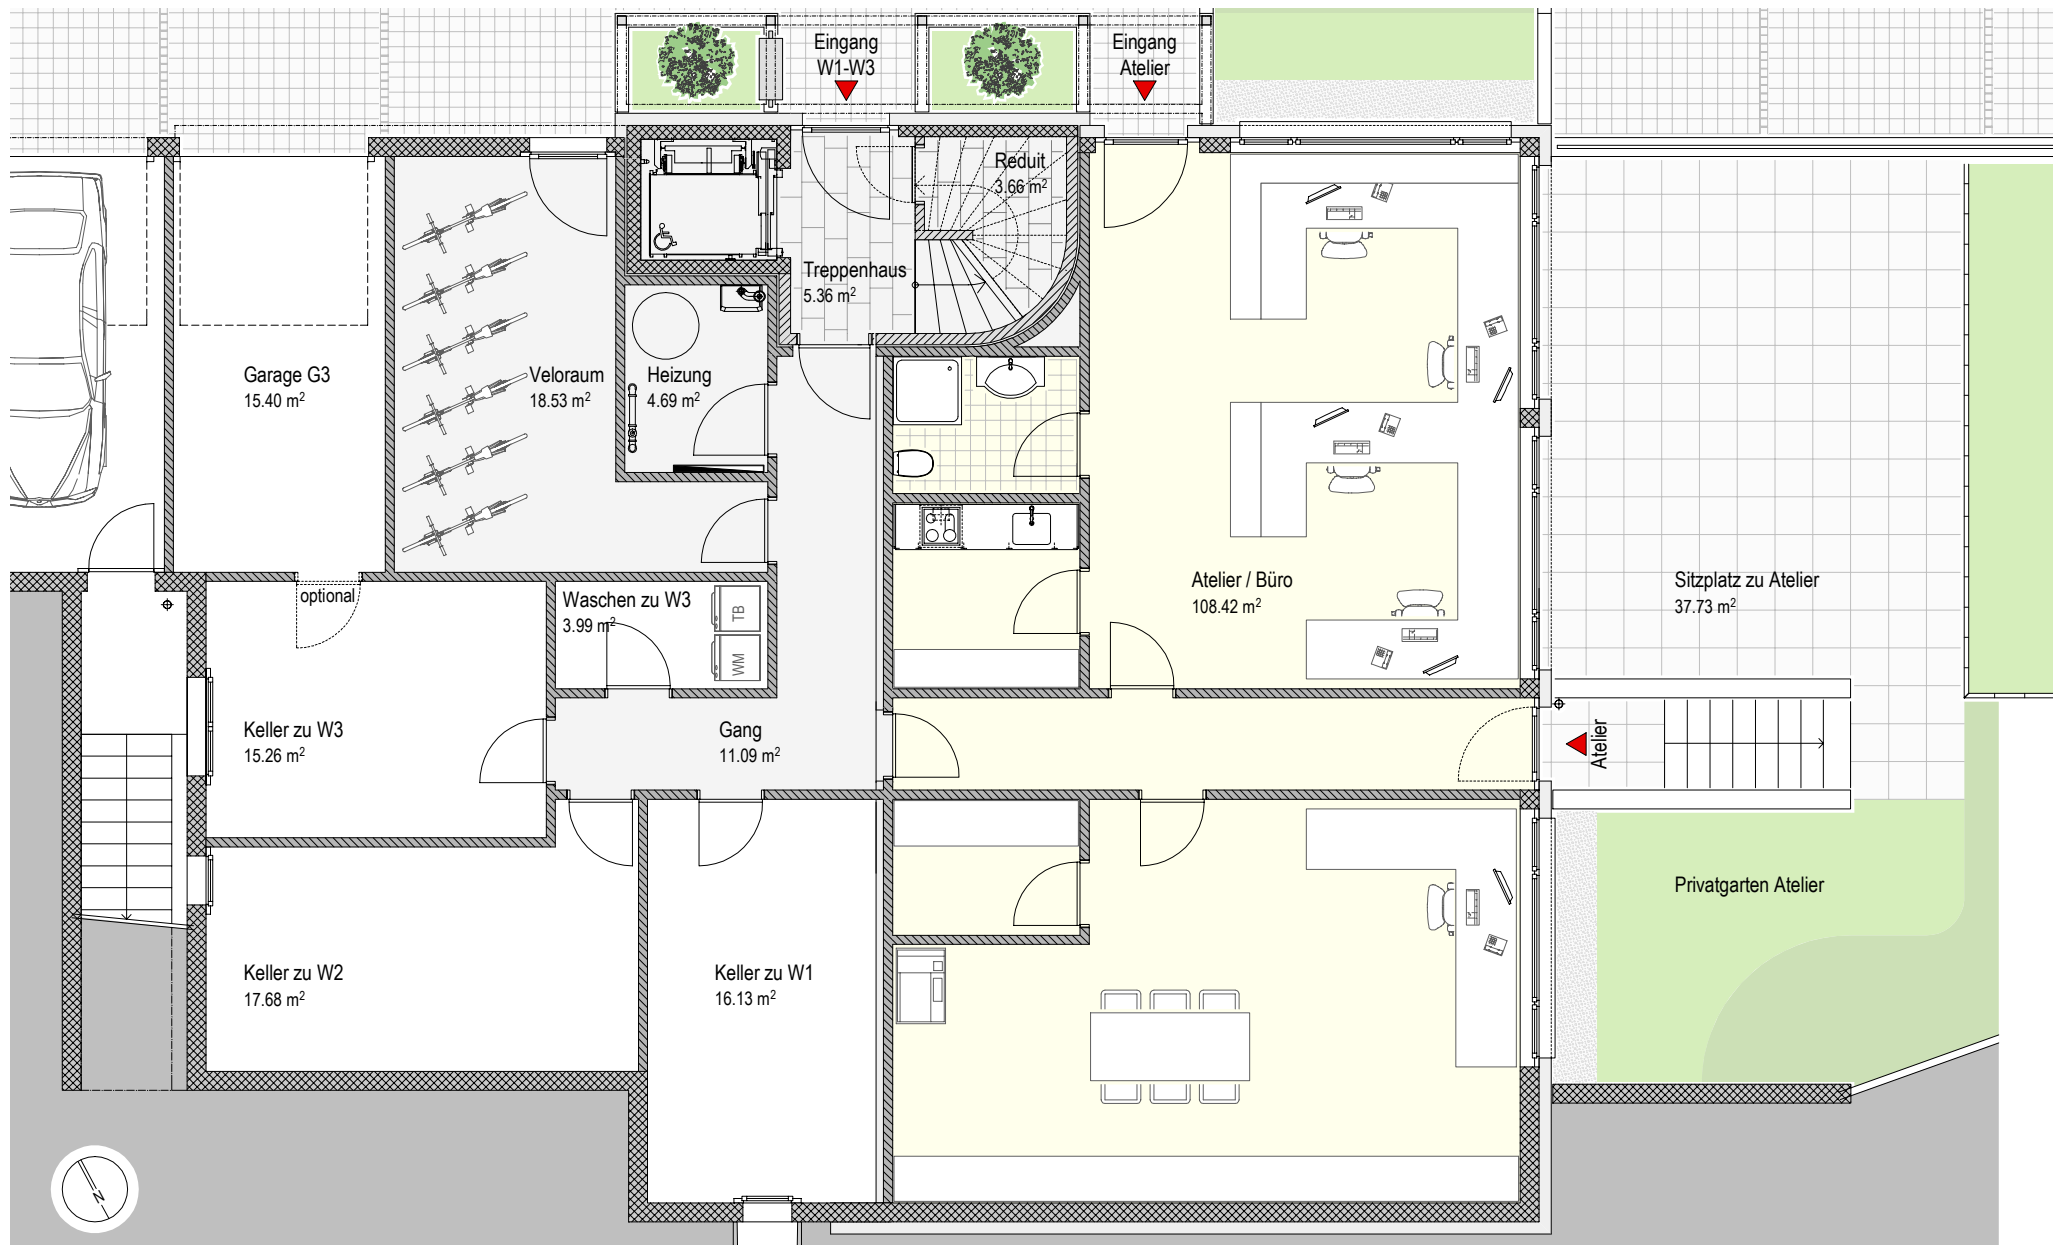 Eingang
W1-W3
Eingang
Atelier
Reduit
3.66 m²
Treppenhaus
5.36 m²
Garage G3
15.40 m²
Veloraum
18.53 m²
Heizung
4.69 m²
optional
Waschen zu W3
3.99 m²
TB
WM
Atelier / Büro
108.42 m²
Sitzplatz zu Atelier
37.73 m²
Keller zu W3
15.26 m²
Gang
11.09 m²
Atelier
Privatgarten Atelier
Keller zu W2
17.68 m²
Keller zu W1
16.13 m²
N